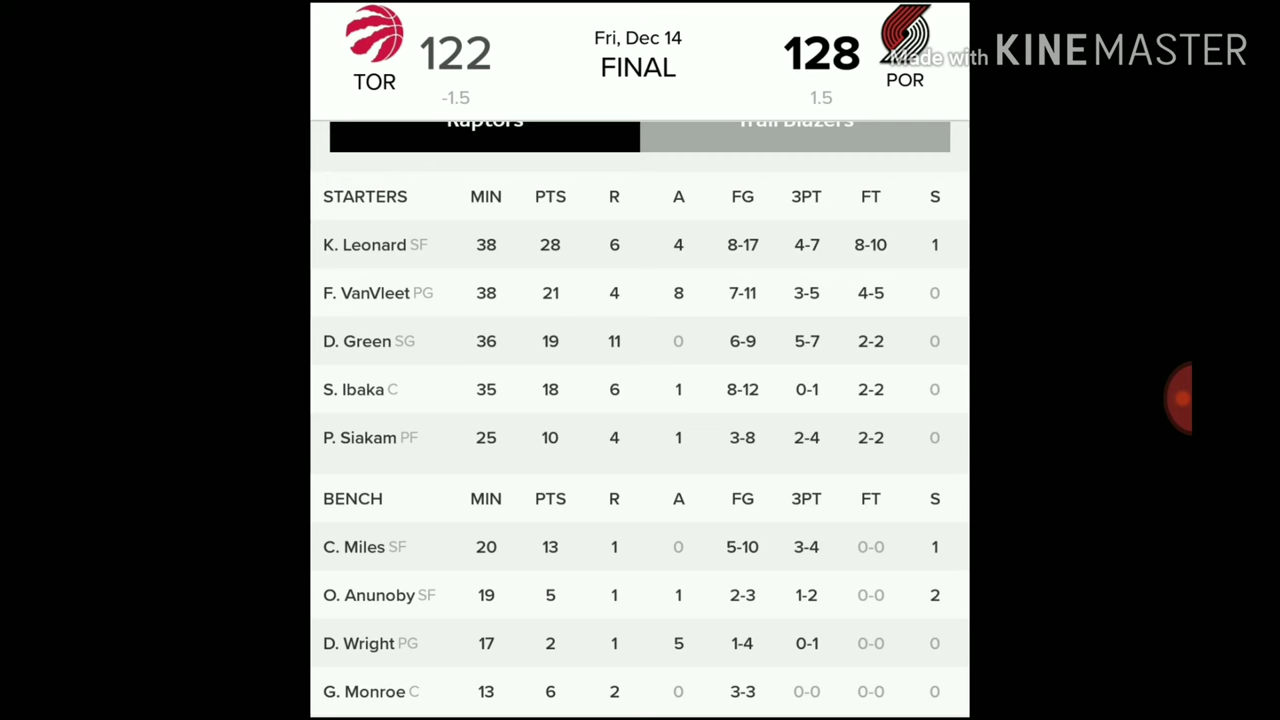 TOR 122 Fri, Dec 14 128 POR
FINAL
-1.5 1.5
Made with KINEMASTER
Raptors Trail Blazers
STARTERS MIN PTS R A FG 3PT FT S
K. Leonard SF 38 28 6 4 8-17 4-7 8-10 1
F. VanVleet PG 38 21 4 8 7-11 3-5 4-5 0
D. Green SG 36 19 11 0 6-9 5-7 2-2 0
S. Ibaka C 35 18 6 1 8-12 0-1 2-2 0
P. Siakam PF 25 10 4 1 3-8 2-4 2-2 0
BENCH MIN PTS R A FG 3PT FT S
C. Miles SF 20 13 1 0 5-10 3-4 0-0 1
O. Anunoby SF 19 5 1 1 2-3 1-2 0-0 2
D. Wright PG 17 2 1 5 1-4 0-1 0-0 0
G. Monroe C 13 6 2 0 3-3 0-0 0-0 0